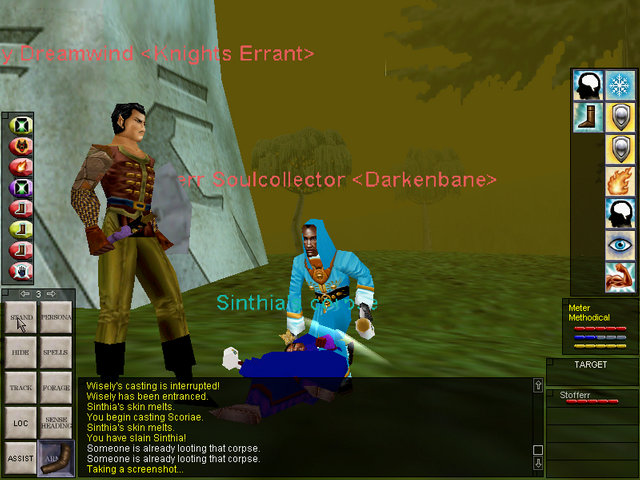 y Dreamwind <Knights Errant>
err Soulcollector <Darkenbane>
3
STAND
PERSONA
HIDE
SPELLS
TRACK
FORAGE
LOC
SENSE
HEADING
ASSIST
Wisely's casting is interrupted!
Wisely has been entranced.
Sinthia's skin melts.
You begin casting Scoriae.
Sinthia's skin melts.
You have slain Sinthia!
Someone is already looting that corpse.
Someone is already looting that corpse.
Taking a screenshot...
Meter
Methodical
TARGET
Stofferr